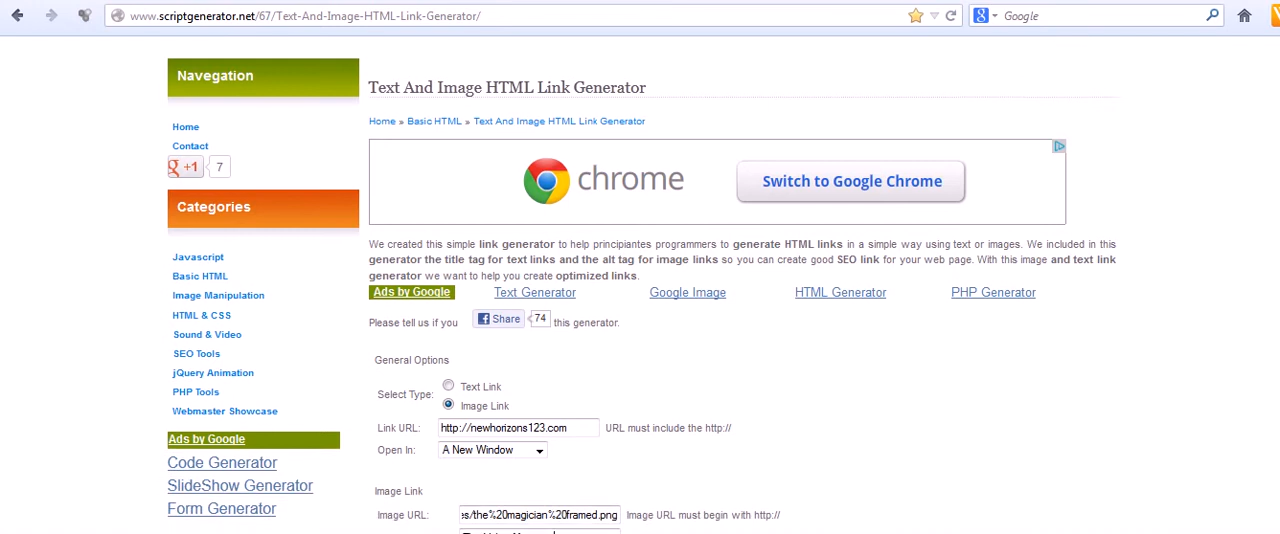 www.scriptgenerator.net/67/Text-And-Image-HTML-Link-Generator/
Google
Navegation
Home
Contact
+1 7
Categories
Javascript
Basic HTML
Image Manipulation
HTML & CSS
Sound & Video
SEO Tools
jQuery Animation
PHP Tools
Webmaster Showcase
Ads by Google
Code Generator
SlideShow Generator
Form Generator
Text And Image HTML Link Generator
Home » Basic HTML » Text And Image HTML Link Generator
chrome
Switch to Google Chrome
We created this simple link generator to help principiantes programmers to generate HTML links in a simple way using text or images. We included in this
generator the title tag for text links and the alt tag for image links so you can create good SEO link for your web page. With this image and text link
generator we want to help you create optimized links.
Ads by Google Text Generator Google Image HTML Generator PHP Generator
Please tell us if you Share 74 this generator.
General Options
Select Type: Text Link
Image Link
Link URL: http://newhorizons123.com URL must include the http://
Open In: A New Window
Image Link
Image URL: s/the%20magician%20framed.png Image URL must begin with http://